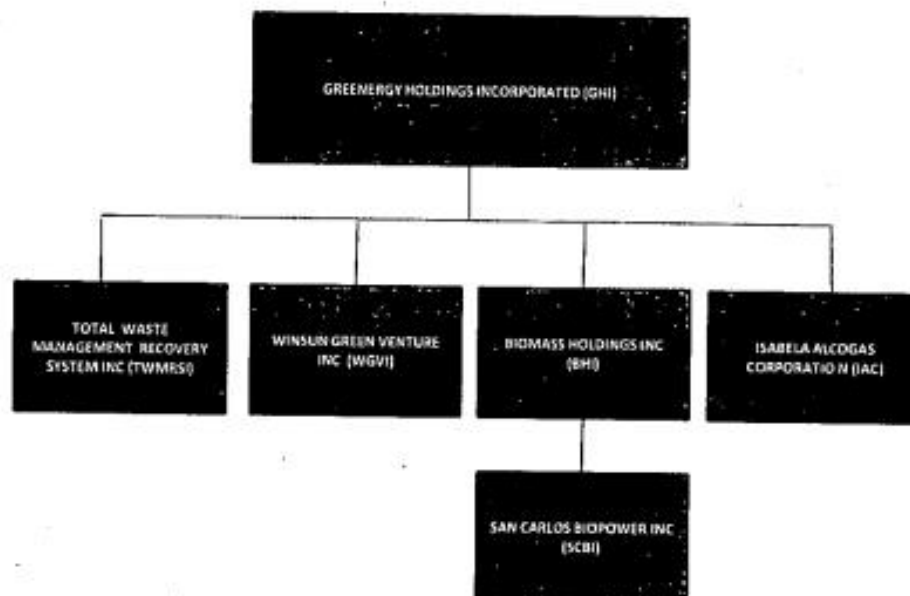 GREENERGY HOLDINGS INCORPORATED (GHI)
TOTAL WASTE
MANAGEMENT RECOVERY
SYSTEM INC (TWMRSI)
WINSUN GREEN VENTURE
INC (WGVI)
BIOMASS HOLDINGS INC
(BHI)
ISABELA ALCOGAS
CORPORATION (IAC)
SAN CARLOS BIOPOWER INC
(SCBI)